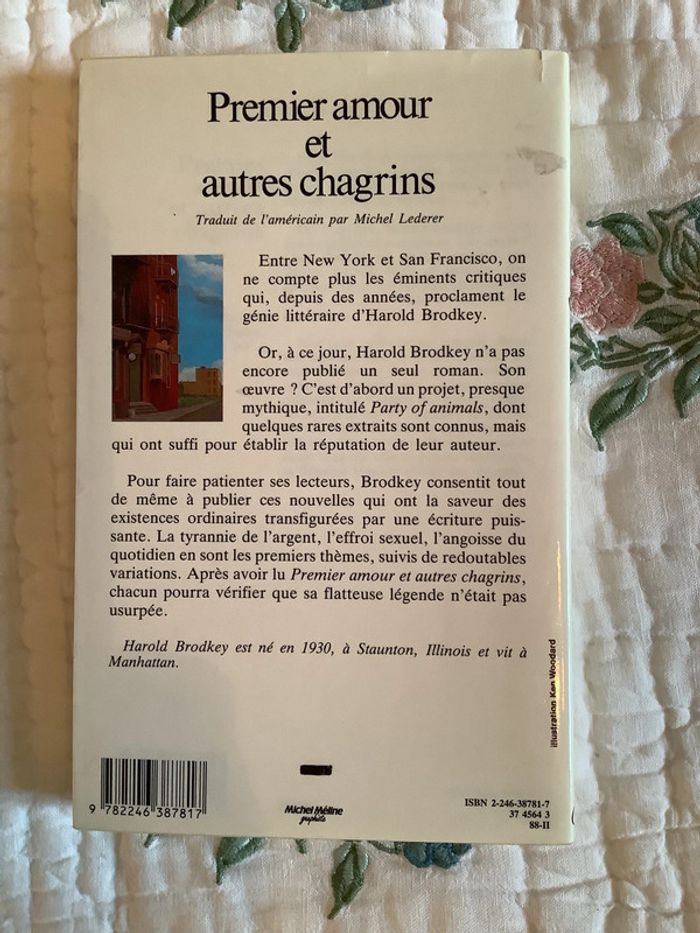 Premier amour
et
autres chagrins
Traduit de l'américain par Michel Lederer
Entre New York et San Francisco, on
ne compte plus les éminents critiques
qui, depuis des années, proclament le
génie littéraire d'Harold Brodkey.
Or, à ce jour, Harold Brodkey n'a pas
encore publié un seul roman. Son
œuvre ? C'est d'abord un projet, presque
mythique, intitulé Party of animals, dont
quelques rares extraits sont connus, mais
qui ont suffi pour établir la réputation de leur auteur.
Pour faire patienter ses lecteurs, Brodkey consentit tout
de même à publier ces nouvelles qui ont la saveur des
existences ordinaires transfigurées par une écriture puis-
sante. La tyrannie de l'argent, l'effroi sexuel, l'angoisse du
quotidien en sont les premiers thèmes, suivis de redoutables
variations. Après avoir lu Premier amour et autres chagrins,
chacun pourra vérifier que sa flatteuse légende n'était pas
usurpée.
Harold Brodkey est né en 1930, à Staunton, Illinois et vit à
Manhattan.
illustration Ken Woodard
9 782246 387817
Michel Méline
graphiste
ISBN 2-246-38781-7
37 4564 3
88-II